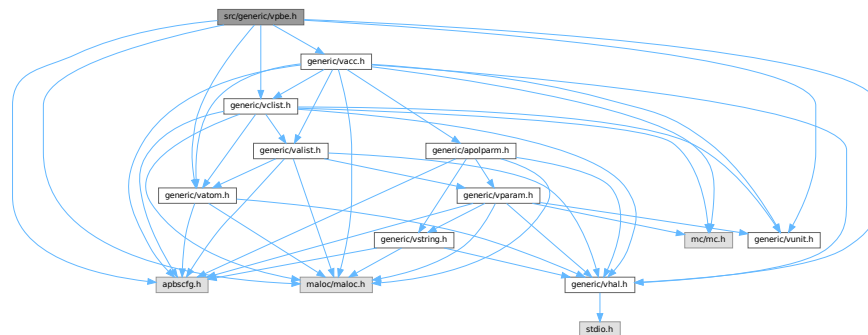 src/generic/vpbe.h
generic/vacc.h
generic/vclist.h
generic/valist.h
generic/apolparm.h
generic/vatom.h
generic/vparam.h
generic/vstring.h
mc/mc.h
generic/vunit.h
apbscfg.h
maloc/maloc.h
generic/vhal.h
stdio.h